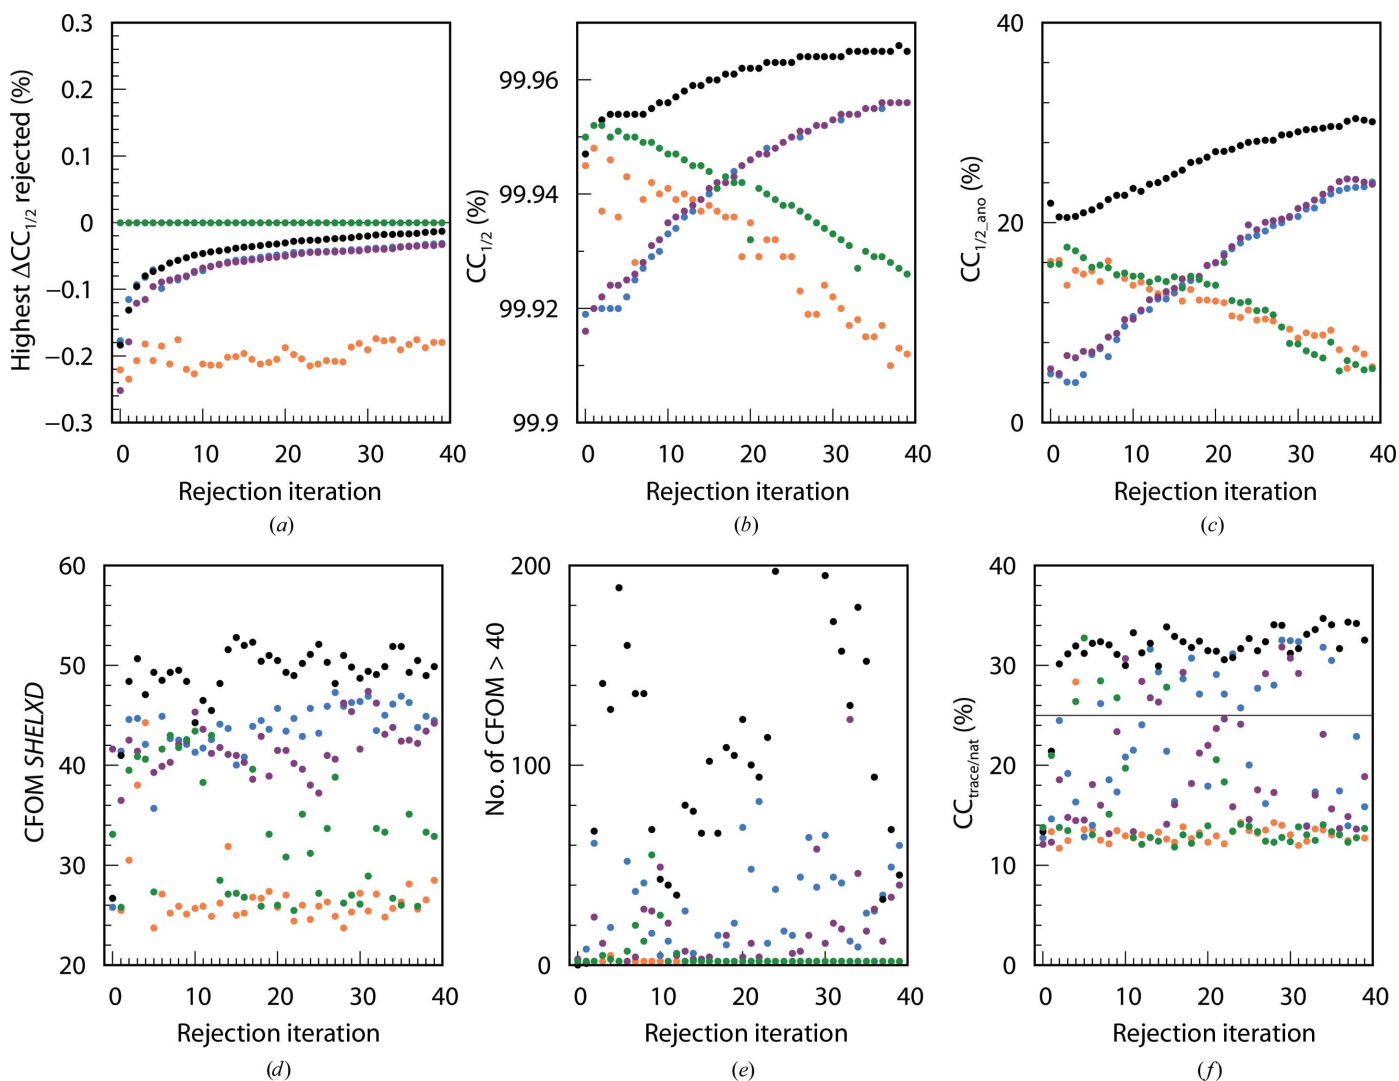 Highest ΔCC1/2 rejected (%)
0.3
0.2
0.1
0
−0.1
−0.2
−0.3
0 10 20 30 40
Rejection iteration
(a)
CC1/2 (%)
99.96
99.94
99.92
99.9
0 10 20 30 40
Rejection iteration
(b)
CC1/2_ano (%)
40
20
0
0 10 20 30 40
Rejection iteration
(c)
CFOM SHELXD
60
50
40
30
20
0 10 20 30 40
Rejection iteration
(d)
No. of CFOM > 40
200
100
0
0 10 20 30 40
Rejection iteration
(e)
CCtrace/nat (%)
40
30
20
10
0
0 10 20 30 40
Rejection iteration
(f)